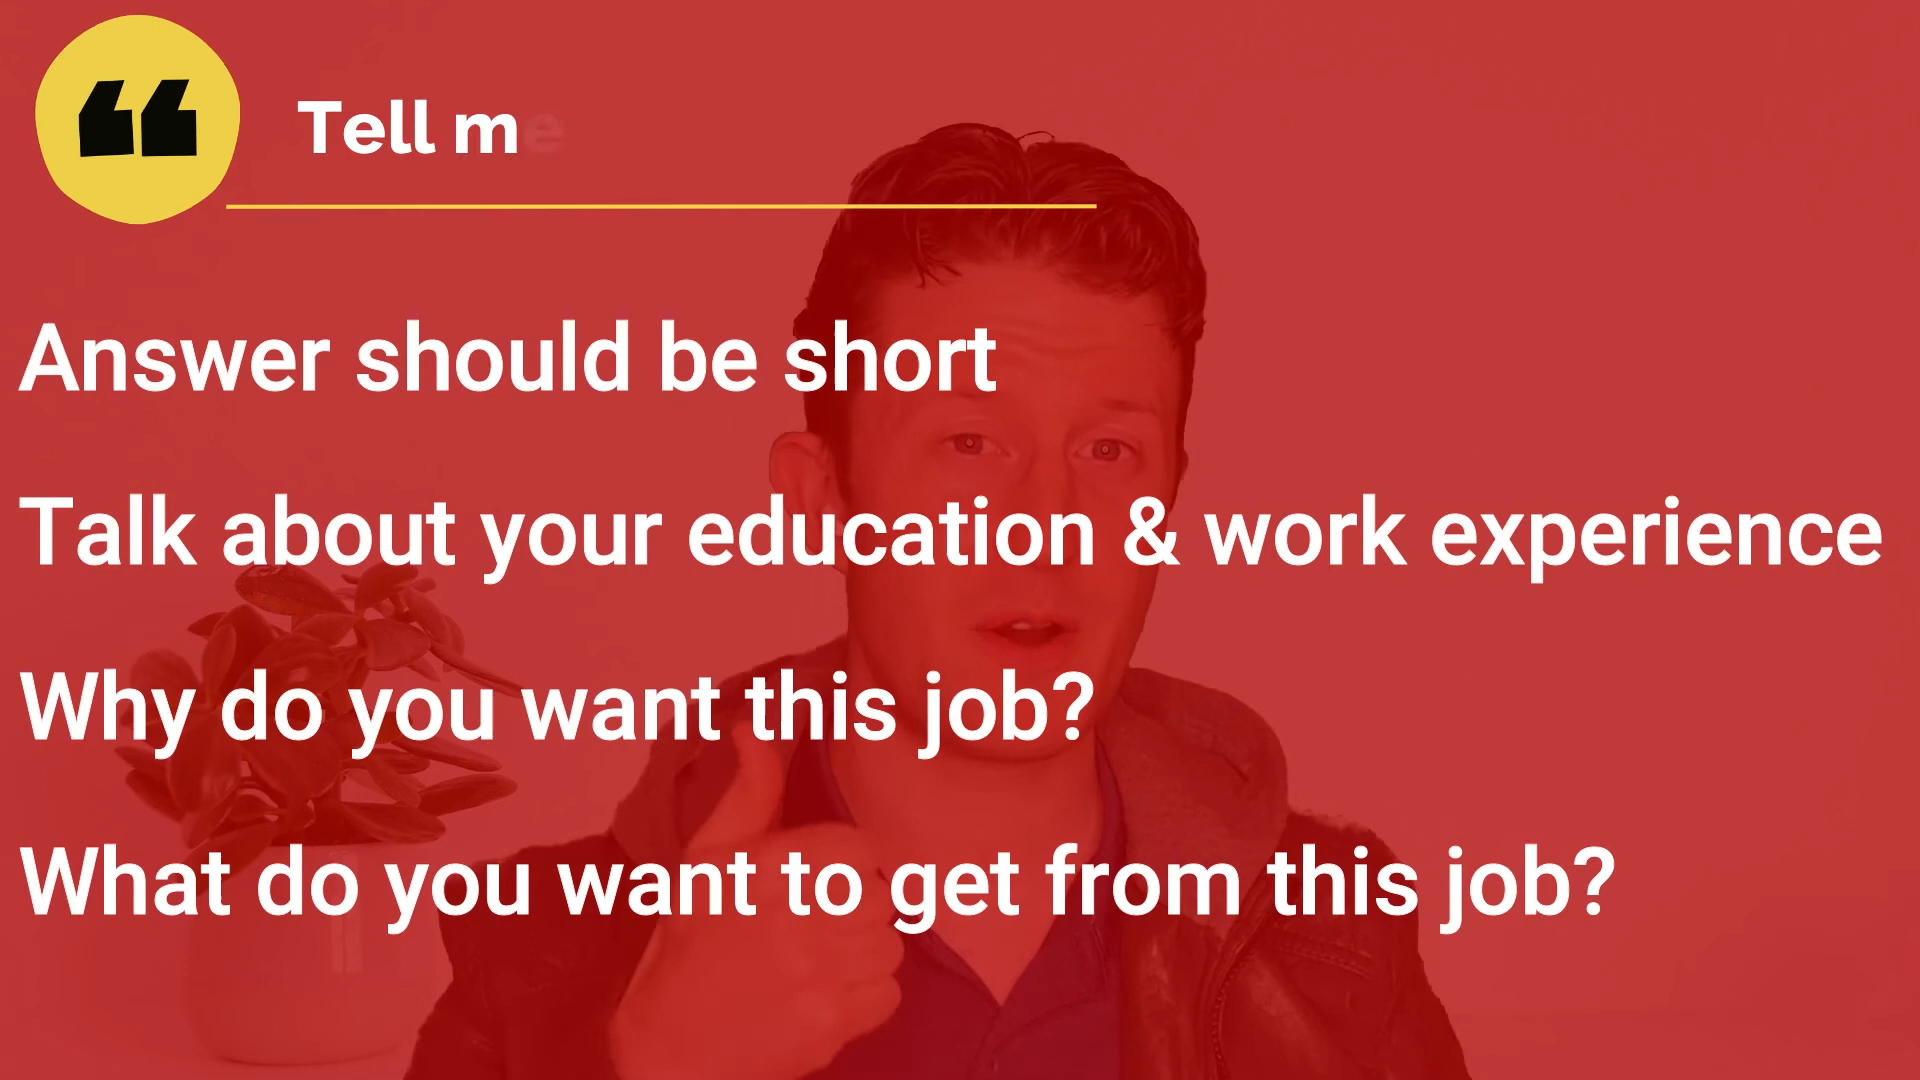 Tell me
Answer should be short
Talk about your education & work experience
Why do you want this job?
What do you want to get from this job?